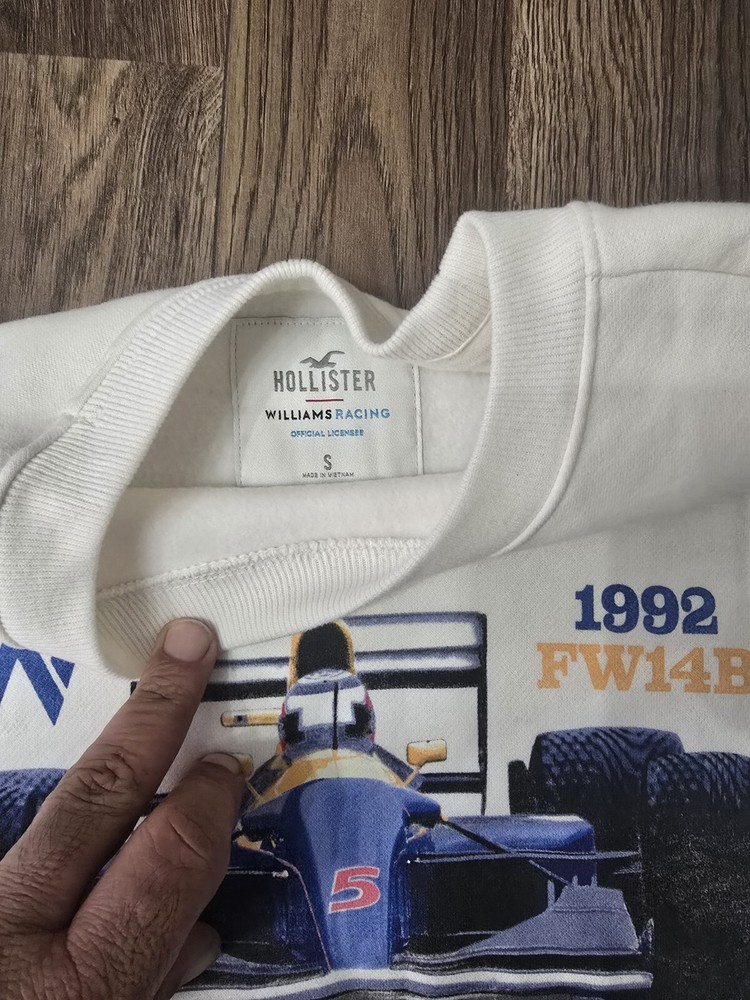 HOLLISTER
WILLIAMS RACING
OFFICIAL LICENSEE
S
MADE IN VIETNAM
1992
FW14B
5